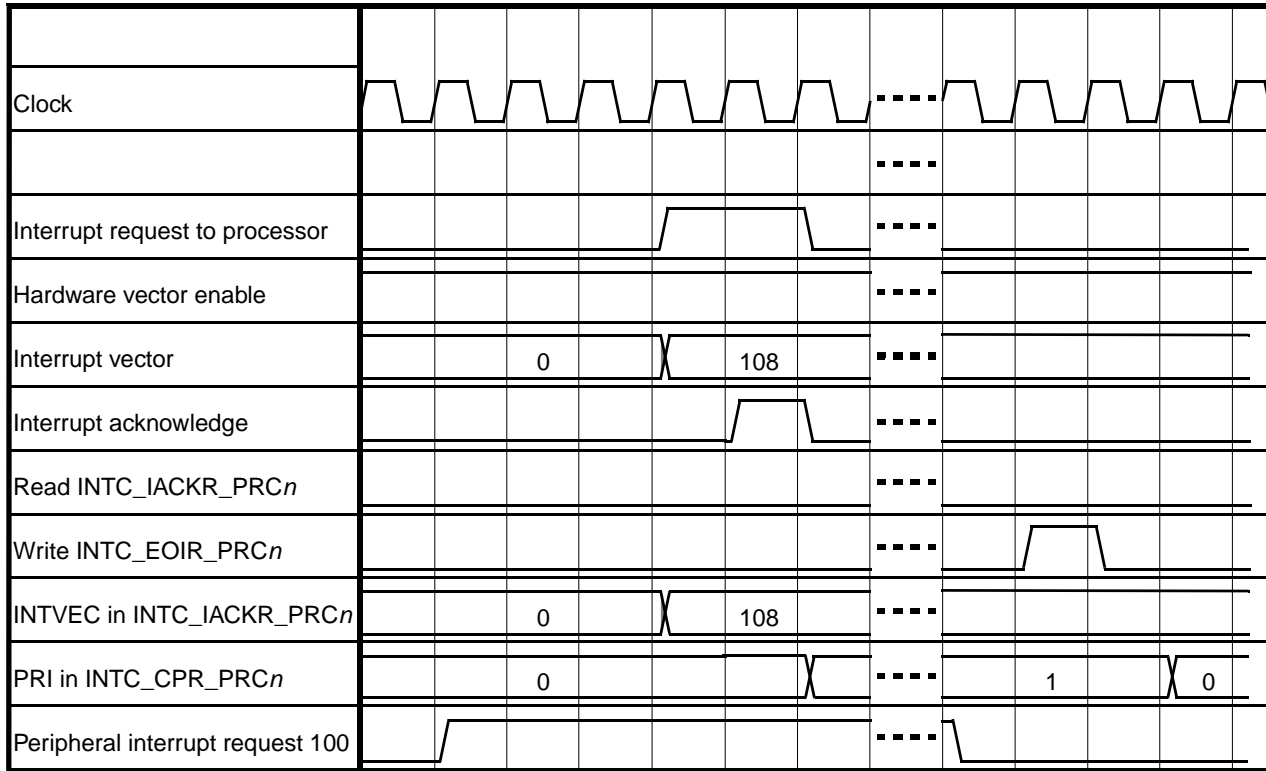 Clock
Interrupt request to processor
Hardware vector enable
Interrupt vector 0 108
Interrupt acknowledge
Read INTC_IACKR_PRCn
Write INTC_EOIR_PRCn
INTVEC in INTC_IACKR_PRCn 0 108
PRI in INTC_CPR_PRCn 0 1 0
Peripheral interrupt request 100